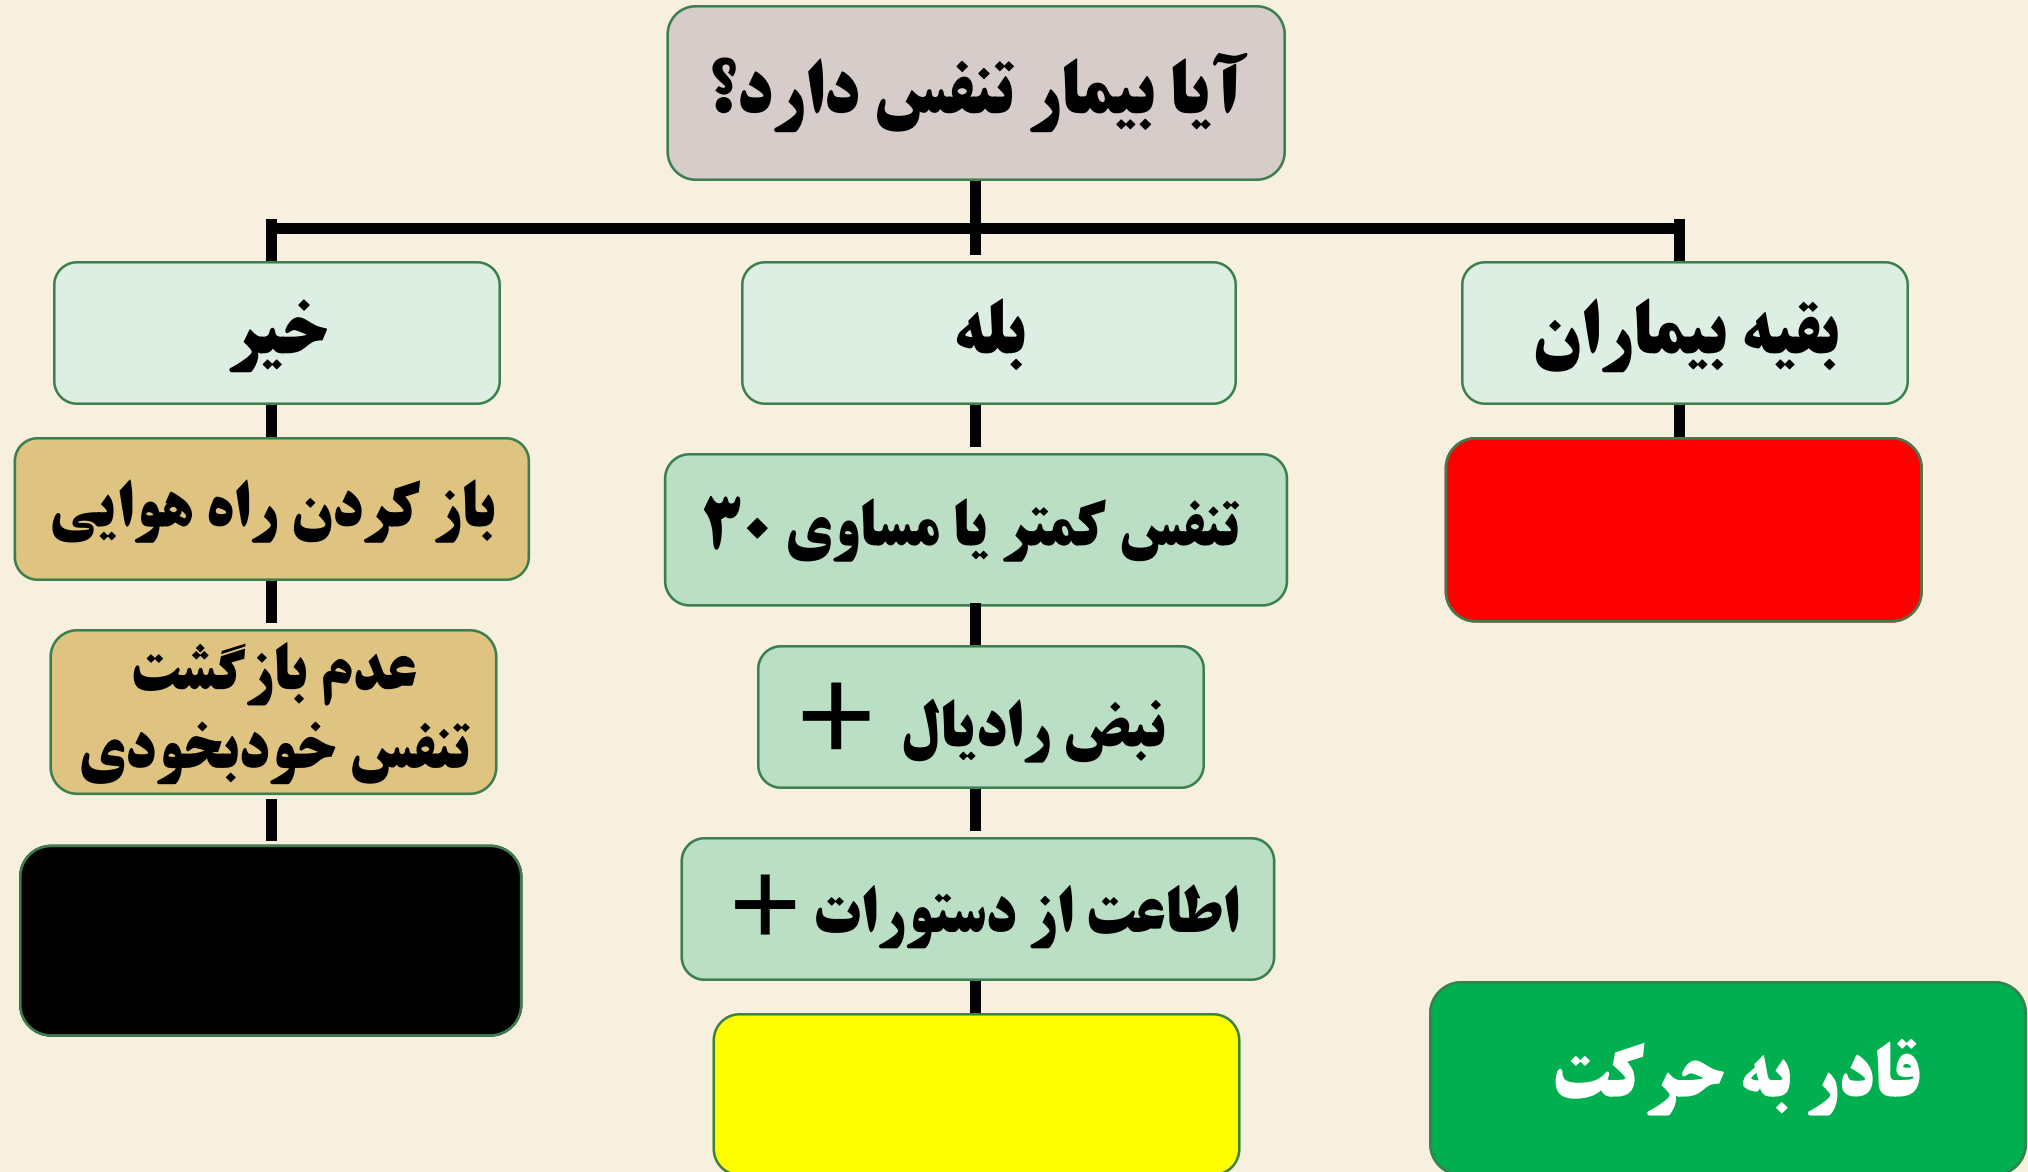 آیا بیمار تنفس دارد؟
بقیه بیماران
بله
خیر
تنفس کمتر یا مساوی ۳۰
نبض رادیال +
اطاعت از دستورات +
باز کردن راه هوایی
عدم بازگشت
تنفس خودبخودی
قادر به حرکت